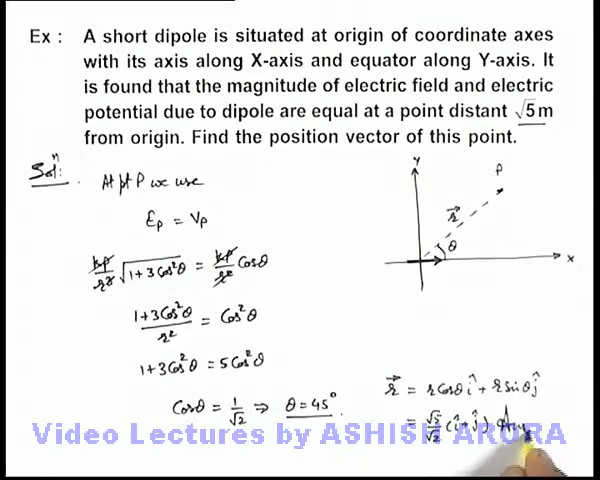 Ex : A short dipole is situated at origin of coordinate axes
with its axis along X-axis and equator along Y-axis. It
is found that the magnitude of electric field and electric
potential due to dipole are equal at a point distant √5 m
from origin. Find the position vector of this point.
Solⁿ: At pt P we use
E_P = V_P
kp/r³ √(1+3Cos²θ) = kp/r² Cosθ
(1+3Cos²θ)/r² = Cos²θ
1+3Cos²θ = 5Cos²θ
Cosθ = 1/√2 ⇒ θ=45°
Y
P
r⃗
θ
X
r⃗ = rCosθ î + rSinθ ĵ
= √5/√2 (î+ĵ)
Video Lectures by ASHISH ARORA